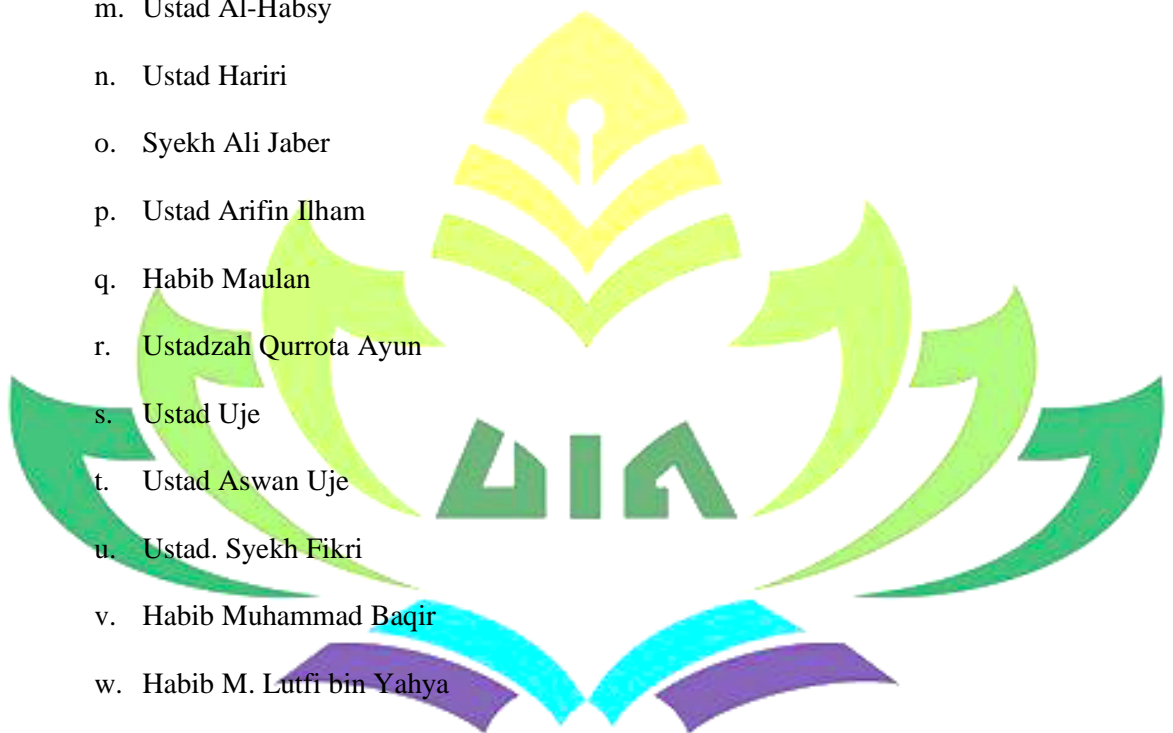 m. Ustad Al-Habsy
n. Ustad Hariri
o. Syekh Ali Jaber
p. Ustad Arifin Ilham
q. Habib Maulan
r. Ustadzah Qurrota Ayun
s. Ustad Uje
t. Ustad Aswan Uje
u. Ustad. Syekh Fikri
v. Habib Muhammad Baqir
w. Habib M. Lutfi bin Yahya